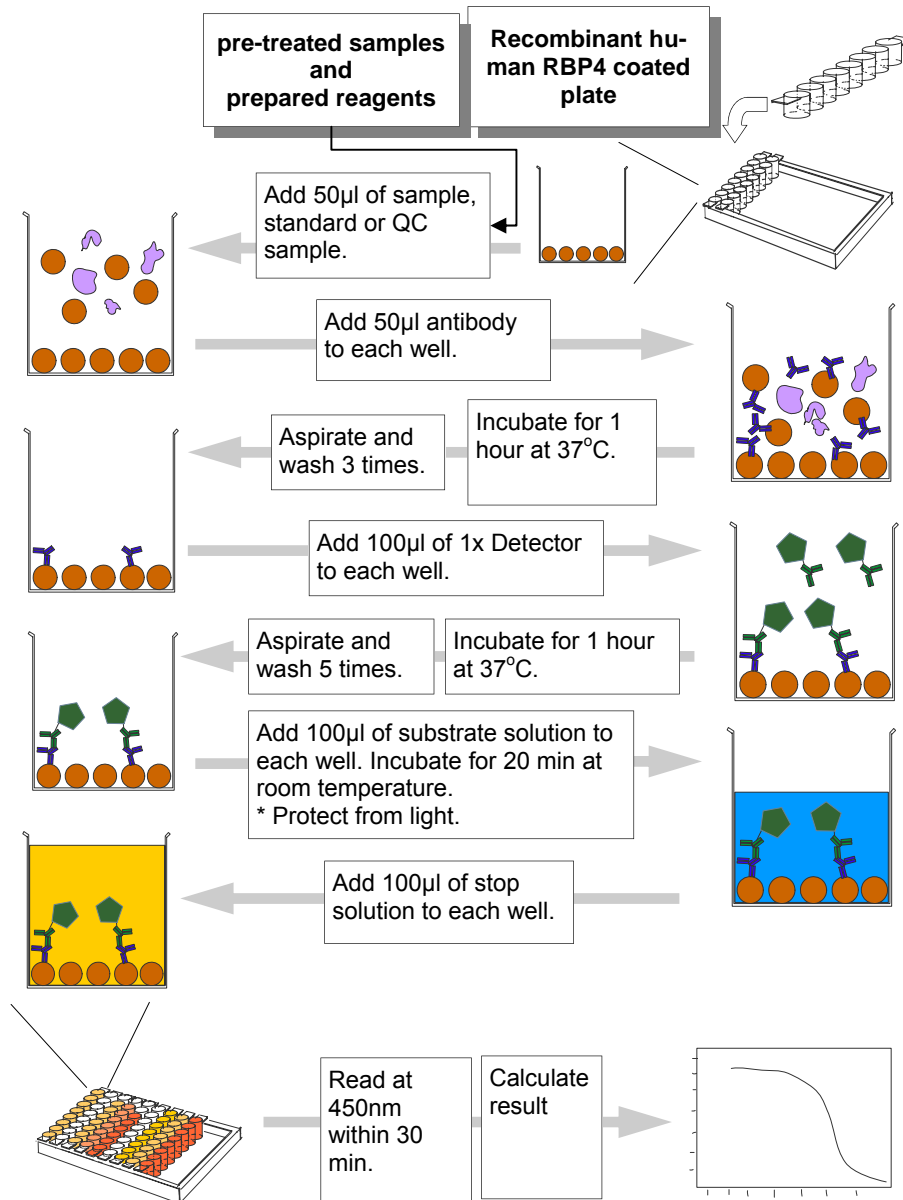 pre-treated samples
and
prepared reagents
Recombinant hu-
man RBP4 coated
plate
Add 50µl of sample,
standard or QC
sample.
Add 50µl antibody
to each well.
Incubate for 1
hour at 37°C.
Aspirate and
wash 3 times.
Add 100µl of 1x Detector
to each well.
Incubate for 1 hour
at 37°C.
Aspirate and
wash 5 times.
Add 100µl of substrate solution to
each well. Incubate for 20 min at
room temperature.
* Protect from light.
Add 100µl of stop
solution to each well.
Read at
450nm
within 30
min.
Calculate
result